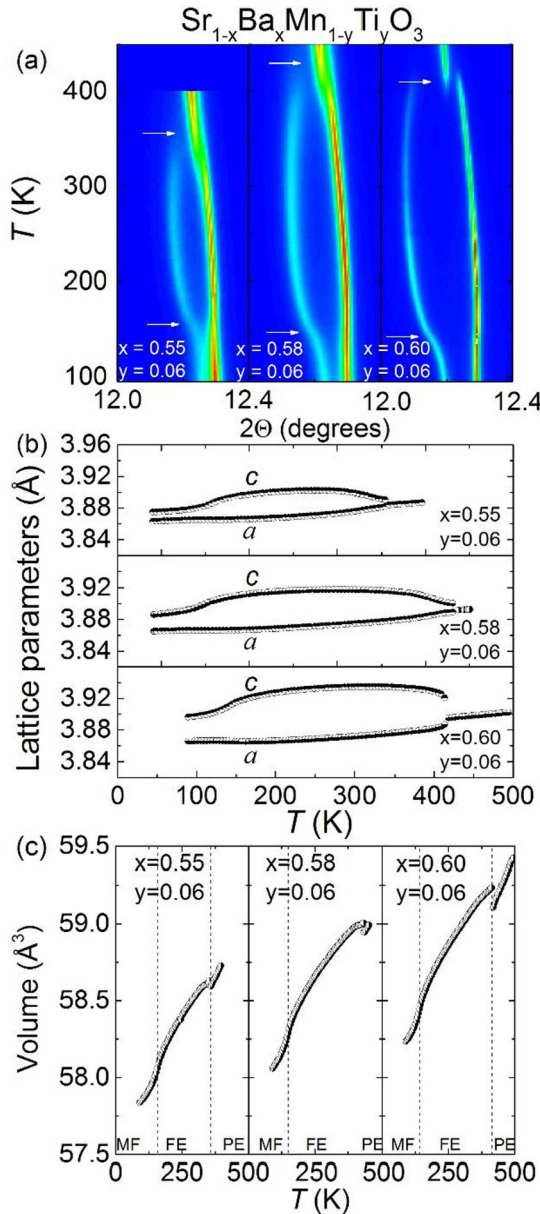 Sr1-xBaxMn1-yTiyO3
(a)
400
300
200
100
T (K)
x = 0.55
y = 0.06
x = 0.58
y = 0.06
x = 0.60
y = 0.06
12.0 12.4 12.0 12.4
2Θ (degrees)
(b)
3.96
3.92
3.88
3.84
3.92
3.88
3.84
3.92
3.88
3.84
Lattice parameters (Å)
c
a
x=0.55
y=0.06
c
a
x=0.58
y=0.06
c
a
x=0.60
y=0.06
0 100 200 300 400 500
T (K)
(c)
59.5
59.0
58.5
58.0
57.5
Volume (Å3)
x=0.55
y=0.06
x=0.58
y=0.06
x=0.60
y=0.06
MF FE PE MF FE PE MF FE PE
0 250 500 250 500 250 500
T (K)